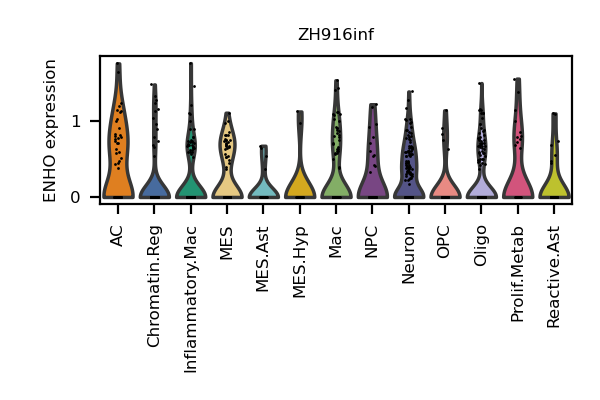 ZH916inf
ENHO expression
1
0
AC
Chromatin.Reg
Inflammatory.Mac
MES
MES.Ast
MES.Hyp
Mac
NPC
Neuron
OPC
Oligo
Prolif.Metab
Reactive.Ast